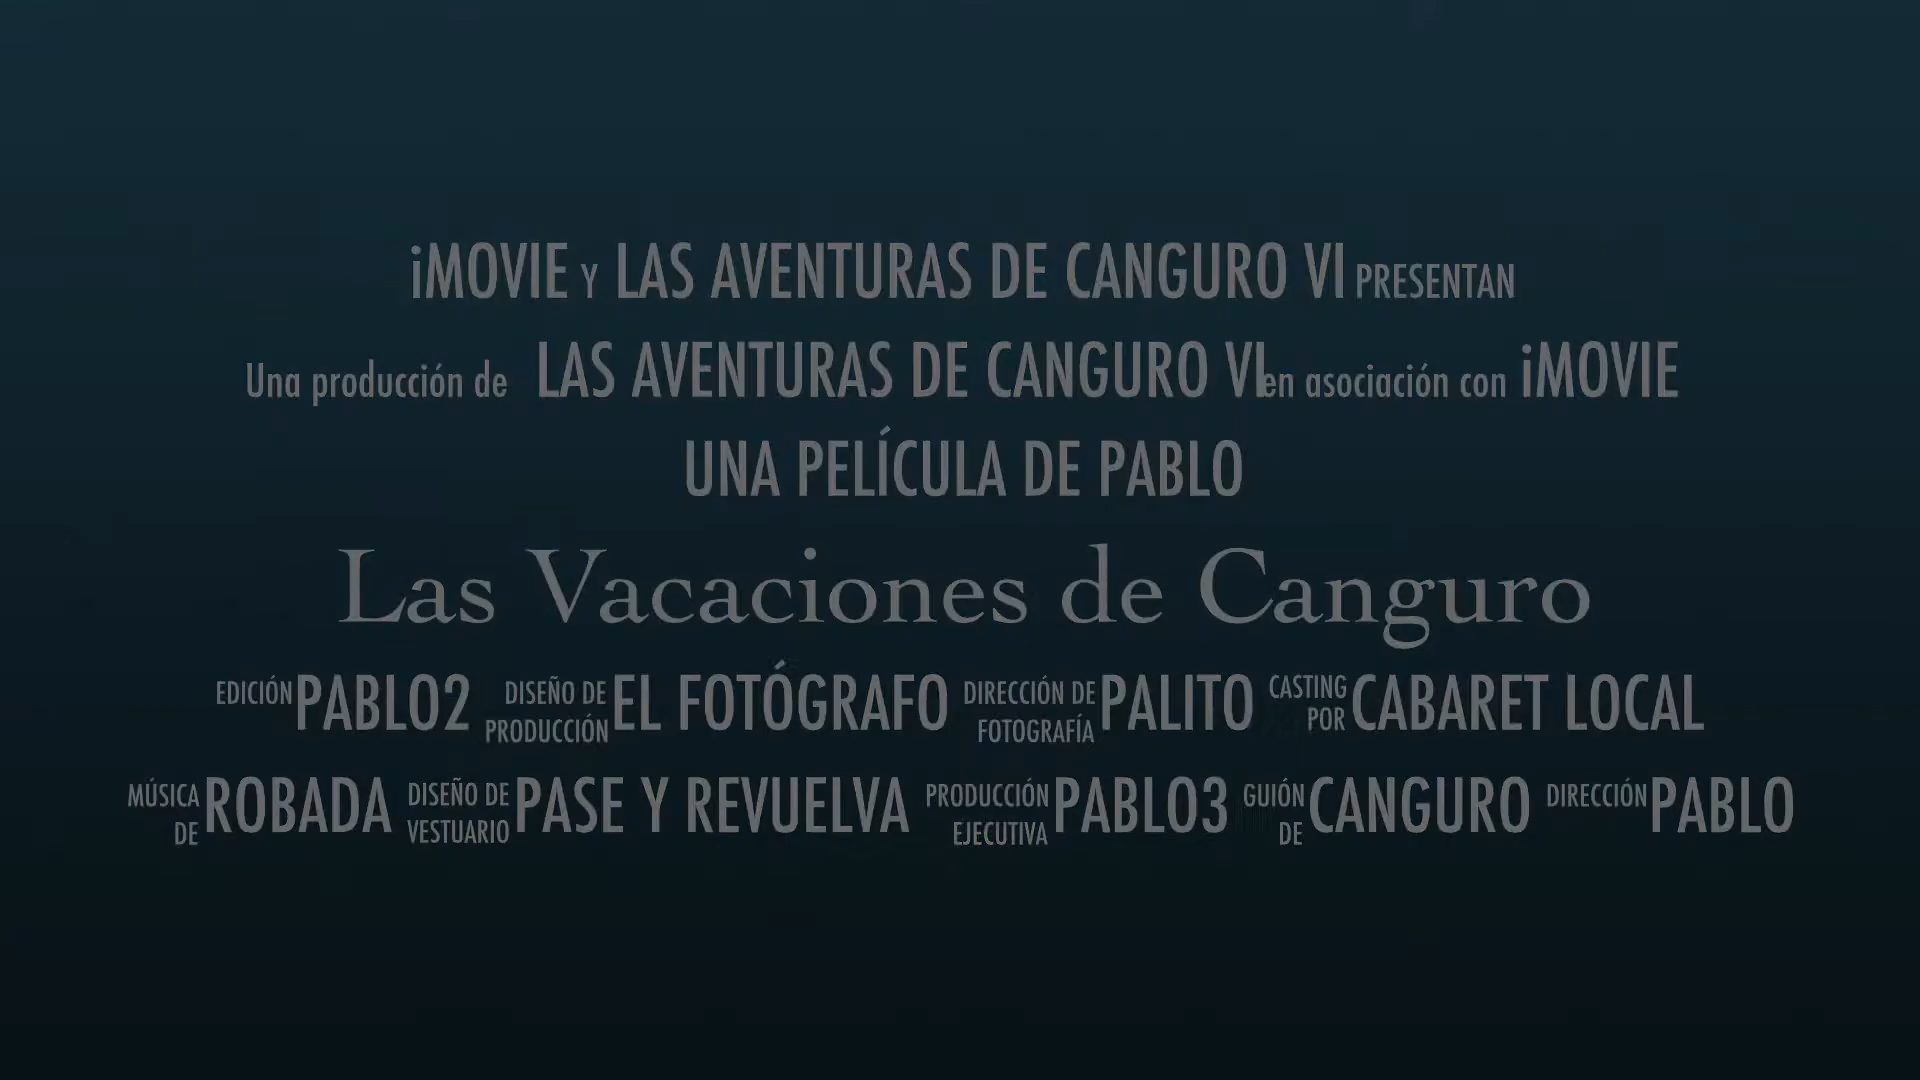 iMOVIE Y LAS AVENTURAS DE CANGURO VI PRESENTAN
Una producción de LAS AVENTURAS DE CANGURO VI en asociación con iMOVIE
UNA PELÍCULA DE PABLO
Las Vacaciones de Canguro
EDICIÓN PABLO2 DISEÑO DE PRODUCCIÓN EL FOTÓGRAFO DIRECCIÓN DE FOTOGRAFÍA PALITO CASTING POR CABARET LOCAL
MÚSICA DE ROBADA DISEÑO DE VESTUARIO PASE Y REVUELVA PRODUCCIÓN EJECUTIVA PABLO3 GUIÓN DE CANGURO DIRECCIÓN PABLO